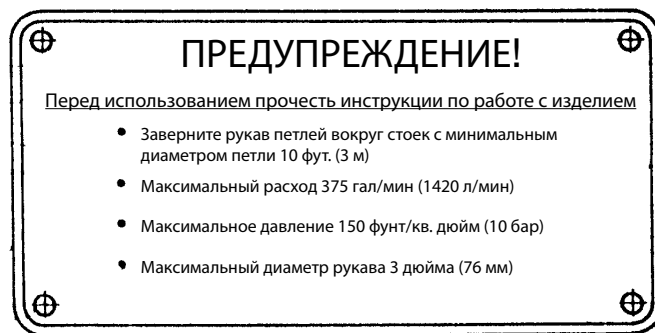 ПРЕДУПРЕЖДЕНИЕ!
Перед использованием прочесть инструкции по работе с изделием
• Заверните рукав петлей вокруг стоек с минимальным
диаметром петли 10 фут. (3 м)
• Максимальный расход 375 гал/мин (1420 л/мин)
• Максимальное давление 150 фунт/кв. дюйм (10 бар)
• Максимальный диаметр рукава 3 дюйма (76 мм)